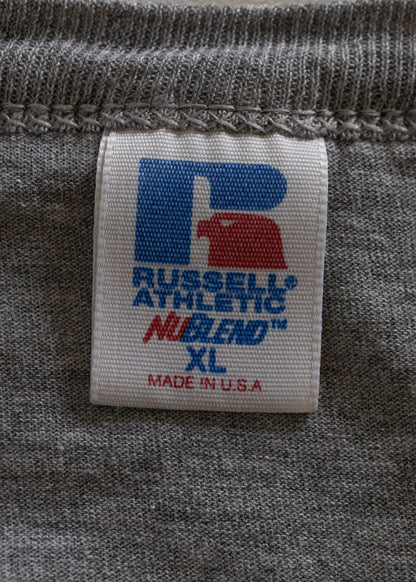 RUSSELL®
ATHLETIC
NUBLEND™
XL
MADE IN U.S.A